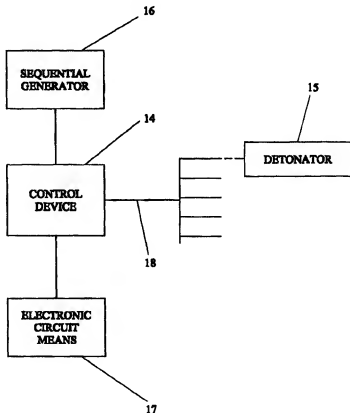 16
SEQUENTIAL
GENERATOR
15
14
DETONATOR
CONTROL
DEVICE
18
ELECTRONIC
CIRCUIT
MEANS
17